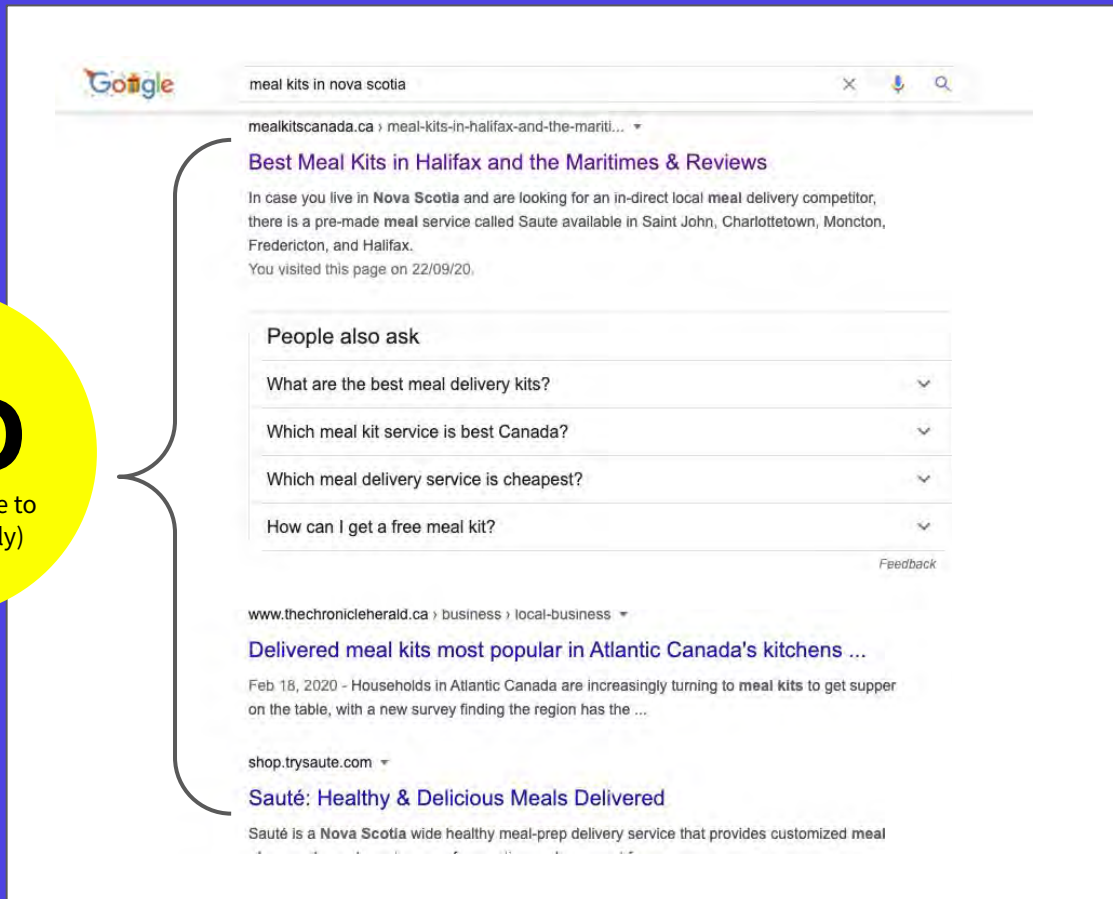 Google
meal kits in nova scotia
mealkitscanada.ca › meal-kits-in-halifax-and-the-mariti...
Best Meal Kits in Halifax and the Maritimes & Reviews
In case you live in Nova Scotia and are looking for an in-direct local meal delivery competitor,
there is a pre-made meal service called Saute available in Saint John, Charlottetown, Moncton,
Fredericton, and Halifax.
You visited this page on 22/09/20.
People also ask
What are the best meal delivery kits?
Which meal kit service is best Canada?
Which meal delivery service is cheapest?
How can I get a free meal kit?
Feedback
e to
ly)
www.thechronicleherald.ca › business › local-business
Delivered meal kits most popular in Atlantic Canada's kitchens ...
Feb 18, 2020 - Households in Atlantic Canada are increasingly turning to meal kits to get supper
on the table, with a new survey finding the region has the ...
shop.trysaute.com
Sauté: Healthy & Delicious Meals Delivered
Sauté is a Nova Scotia wide healthy meal-prep delivery service that provides customized meal